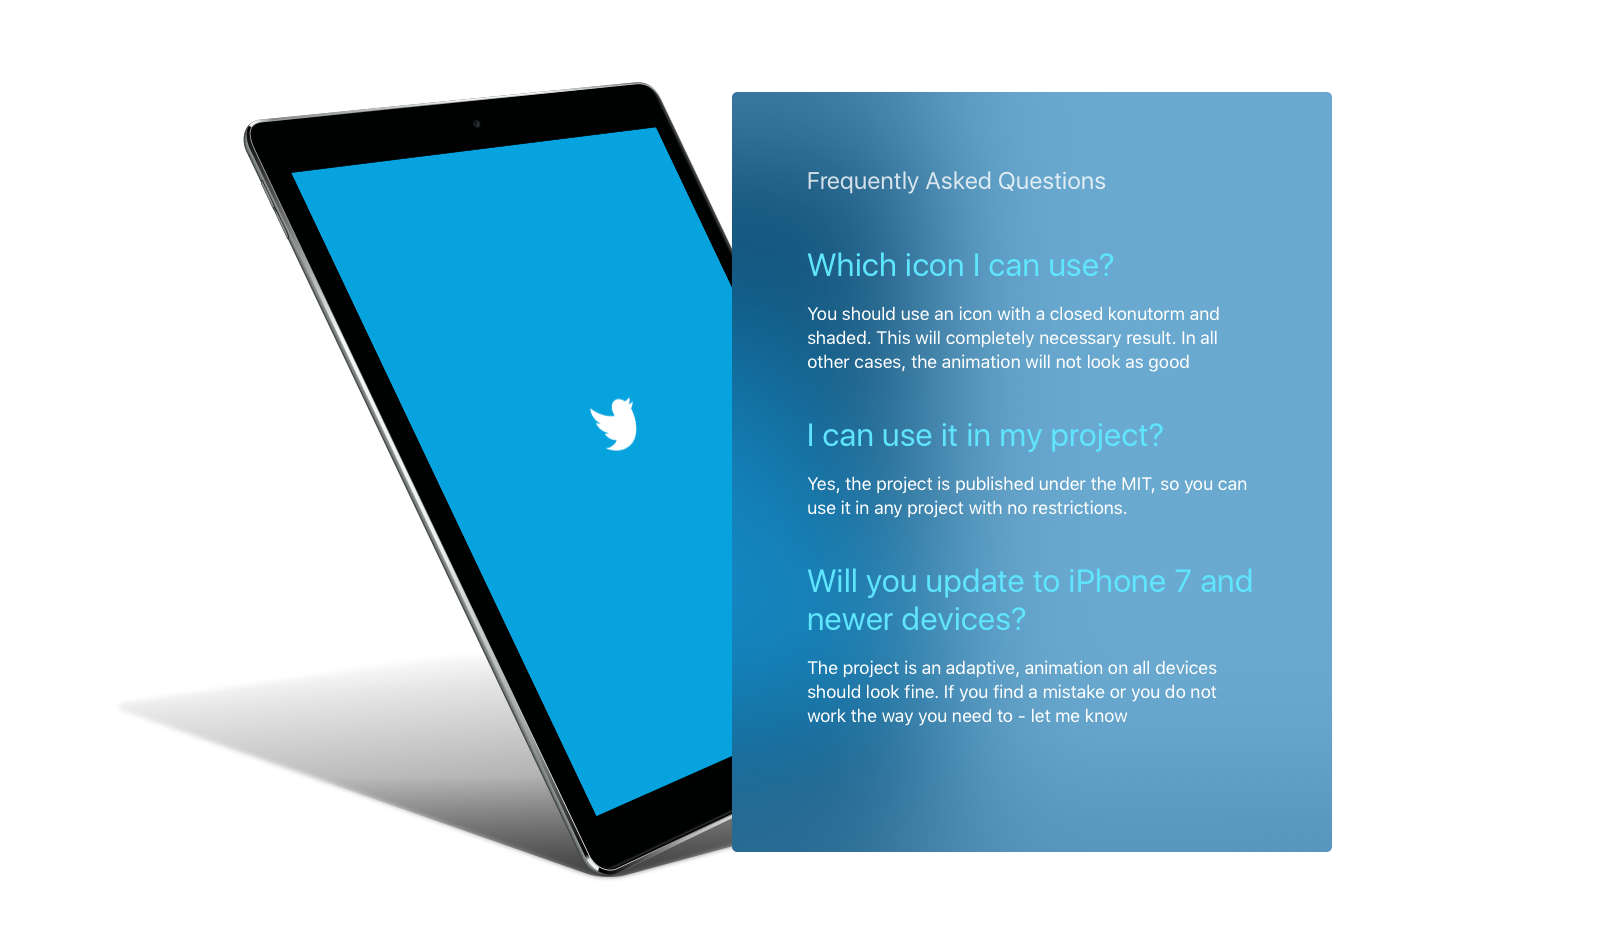 Frequently Asked Questions
Which icon I can use?
You should use an icon with a closed konutorm and
shaded. This will completely necessary result. In all
other cases, the animation will not look as good
I can use it in my project?
Yes, the project is published under the MIT, so you can
use it in any project with no restrictions.
Will you update to iPhone 7 and
newer devices?
The project is an adaptive, animation on all devices
should look fine. If you find a mistake or you do not
work the way you need to - let me know